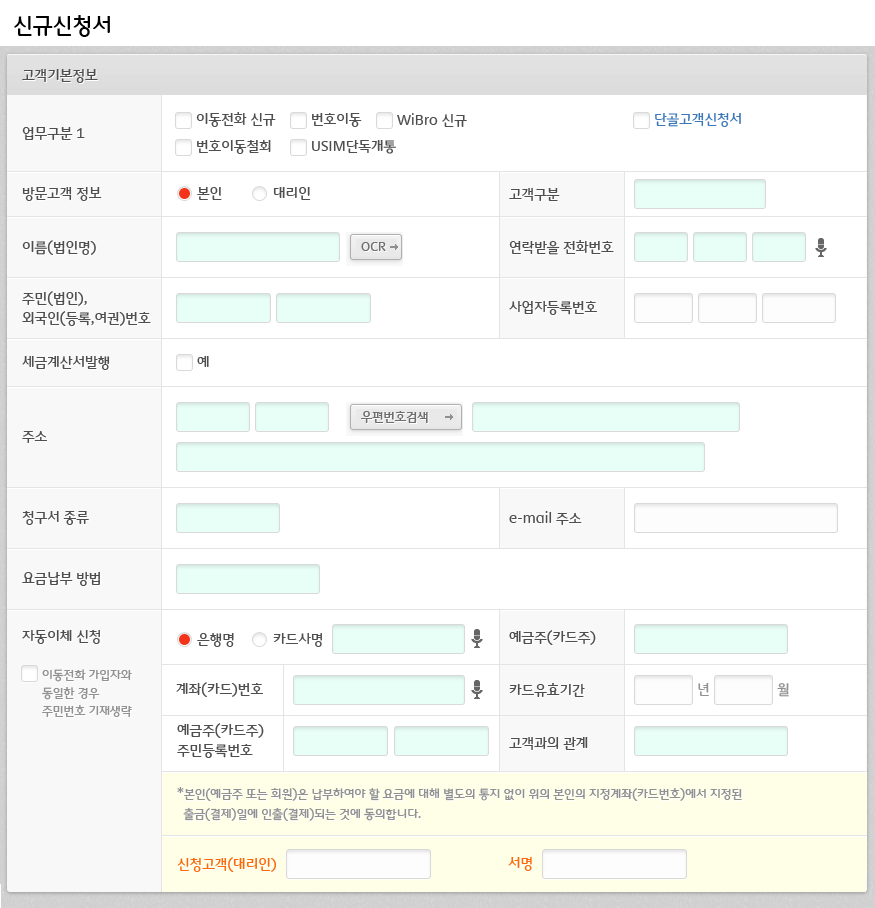 신규신청서
고객기본정보
업무구분 1
이동전화 신규 번호이동 WiBro 신규 단골고객신청서
번호이동철회 USIM단독개통
방문고객 정보 본인 대리인 고객구분
이름(법인명) OCR → 연락받을 전화번호
주민(법인),
외국인(등록,여권)번호 사업자등록번호
세금계산서발행 예
주소 우편번호검색 →
청구서 종류 e-mail 주소
요금납부 방법
자동이체 신청 은행명 카드사명 예금주(카드주)
이동전화 가입자와
동일한 경우
주민번호 기재생략
계좌(카드)번호 카드유효기간 년 월
예금주(카드주)
주민등록번호 고객과의 관계
*본인(예금주 또는 회원)은 납부하여야 할 요금에 대해 별도의 통지 없이 위의 본인의 지정계좌(카드번호)에서 지정된
출금(결제)일에 인출(결제)되는 것에 동의합니다.
신청고객(대리인) 서명